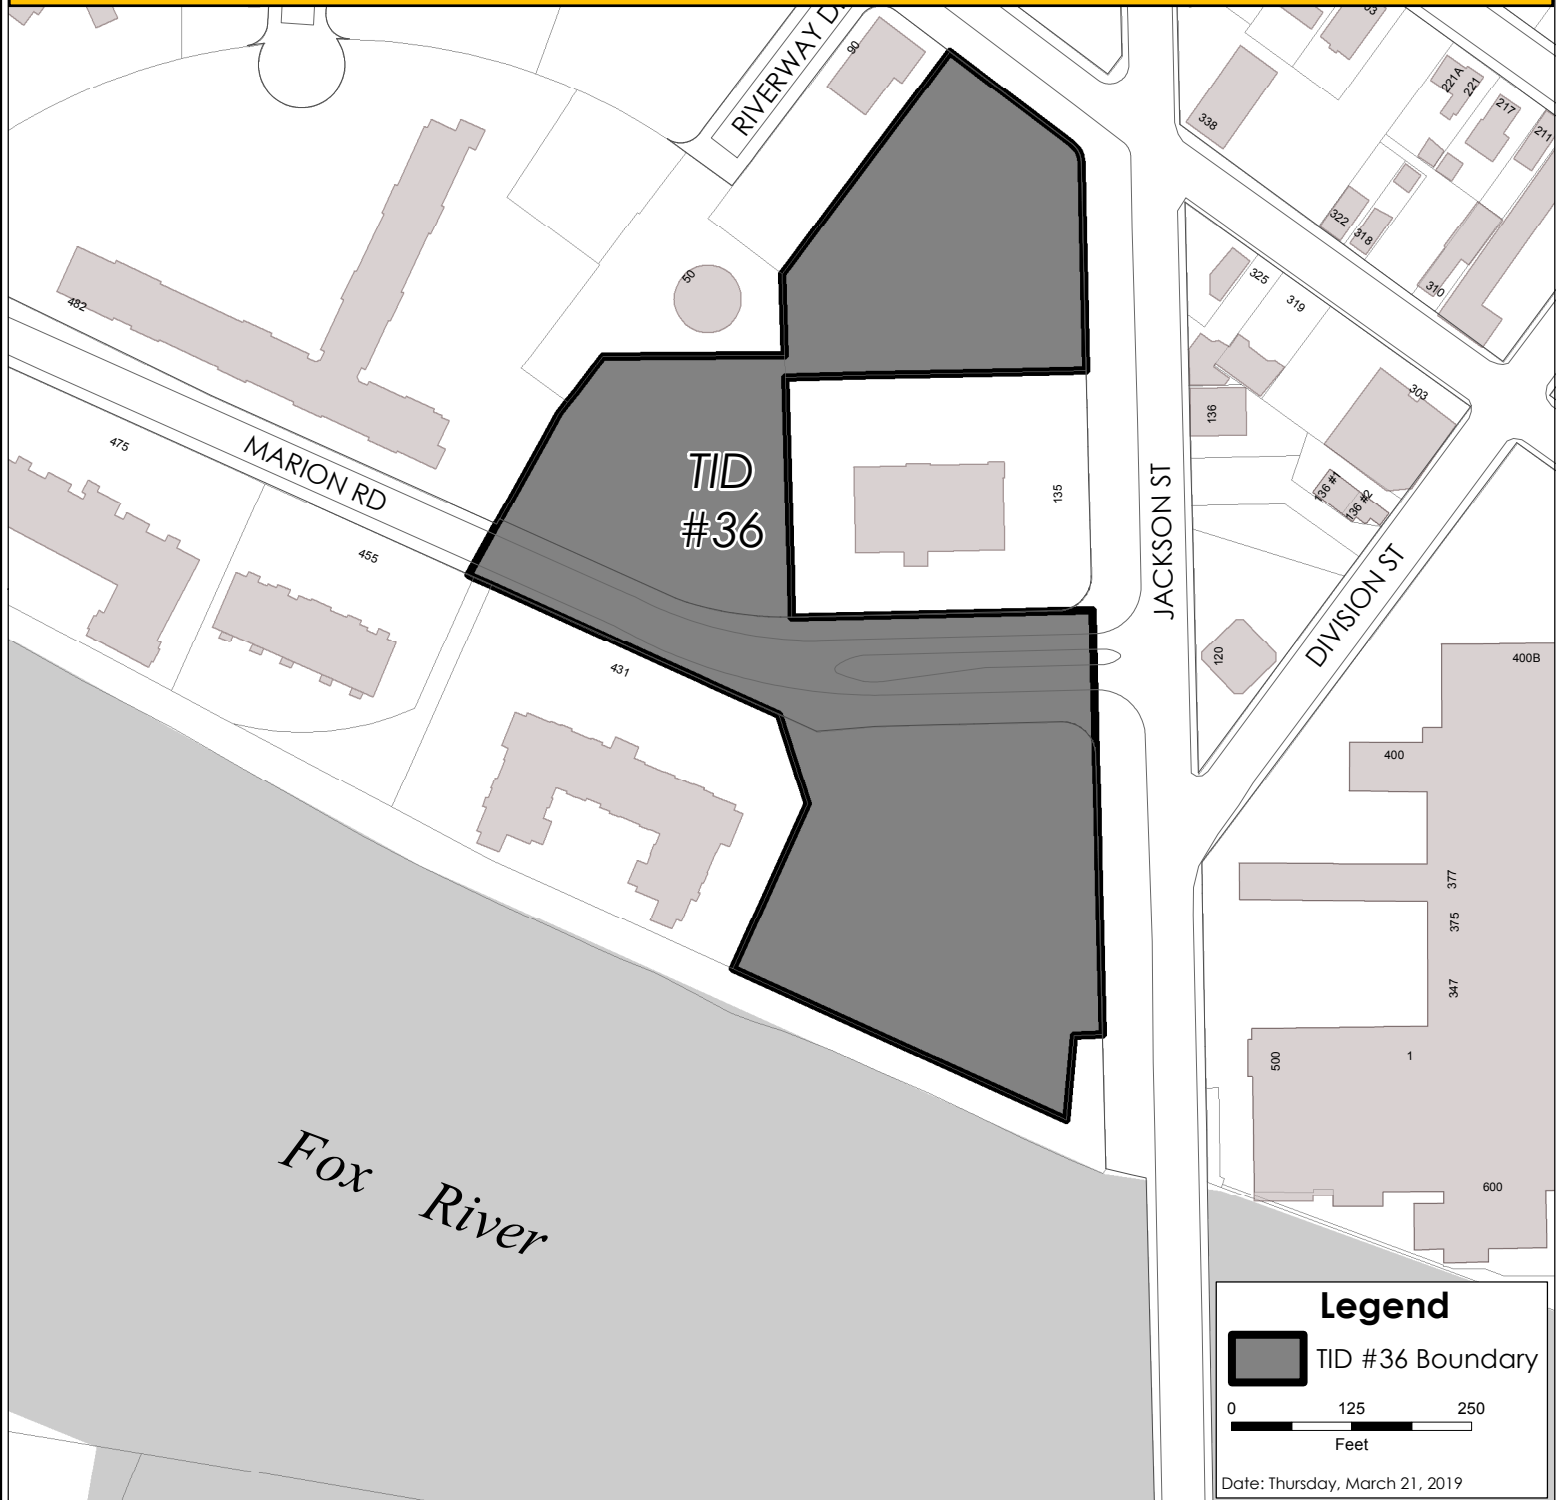 RIVERWAY
90
221A
221
217
211
338
322
318
310
50
325
319
303
482
136
475
MARION RD
TID
#36
135
136 #1
136 #2
JACKSON ST
455
DIVISION ST
431
120
400B
400
377
375
347
500
1
Fox River
600
Legend
TID #36 Boundary
0 125 250
Feet
Date: Thursday, March 21, 2019